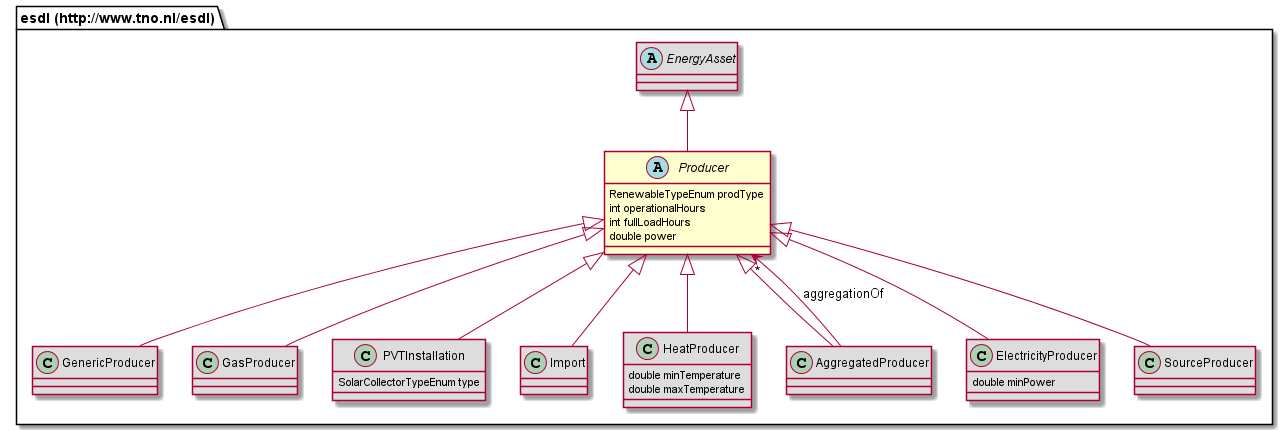 esdl (http://www.tno.nl/esdl)
A EnergyAsset
A Producer
RenewableTypeEnum prodType
int operationalHours
int fullLoadHours
double power
*
aggregationOf
C GenericProducer
C GasProducer
C PVTInstallation
SolarCollectorTypeEnum type
C Import
C HeatProducer
double minTemperature
double maxTemperature
C AggregatedProducer
C ElectricityProducer
double minPower
C SourceProducer